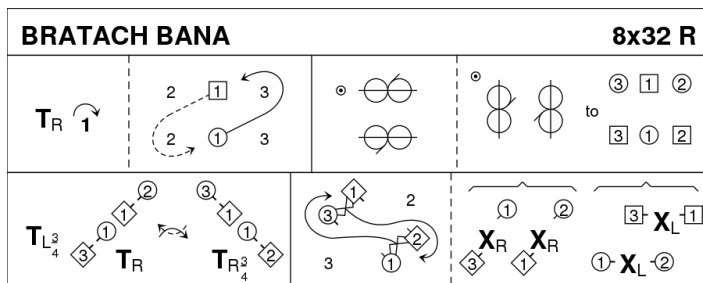 BRATACH BANA 8x32 R
T R 1
2 1 3
2 1 3
to
3 1 2
3 1 2
T L 3/4 3 1 1 2
T R
3 1 1 2 T R 3/4
3 1 2
3 1 2
1 2
X R X R
3 1
3 X L 1
1 X L 2